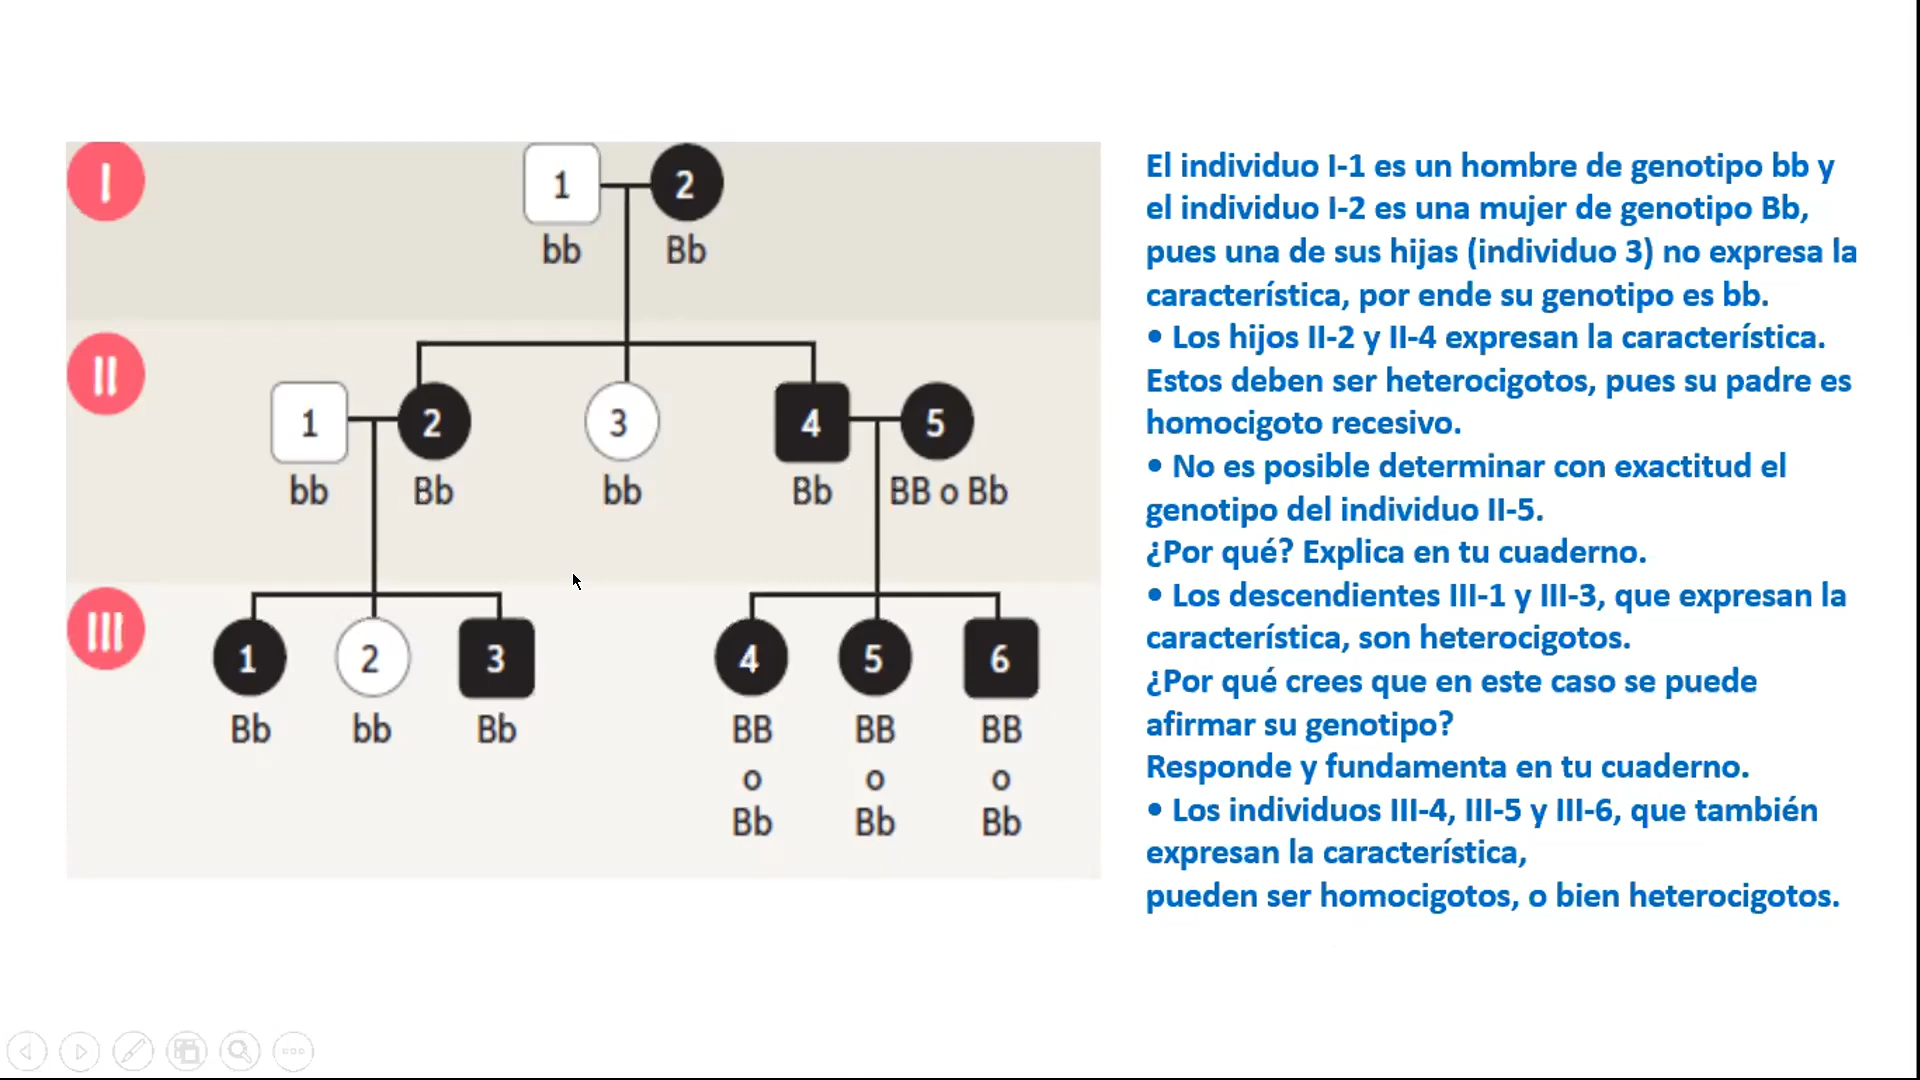 I
1
2
bb
Bb
II
1
2
3
4
5
bb
Bb
bb
Bb
BB o Bb
III
1
2
3
4
5
6
Bb
bb
Bb
BB
BB
BB
o
o
o
Bb
Bb
Bb
El individuo I-1 es un hombre de genotipo bb y
el individuo I-2 es una mujer de genotipo Bb,
pues una de sus hijas (individuo 3) no expresa la
característica, por ende su genotipo es bb.
• Los hijos II-2 y II-4 expresan la característica.
Estos deben ser heterocigotos, pues su padre es
homocigoto recesivo.
• No es posible determinar con exactitud el
genotipo del individuo II-5.
¿Por qué? Explica en tu cuaderno.
• Los descendientes III-1 y III-3, que expresan la
característica, son heterocigotos.
¿Por qué crees que en este caso se puede
afirmar su genotipo?
Responde y fundamenta en tu cuaderno.
• Los individuos III-4, III-5 y III-6, que también
expresan la característica,
pueden ser homocigotos, o bien heterocigotos.